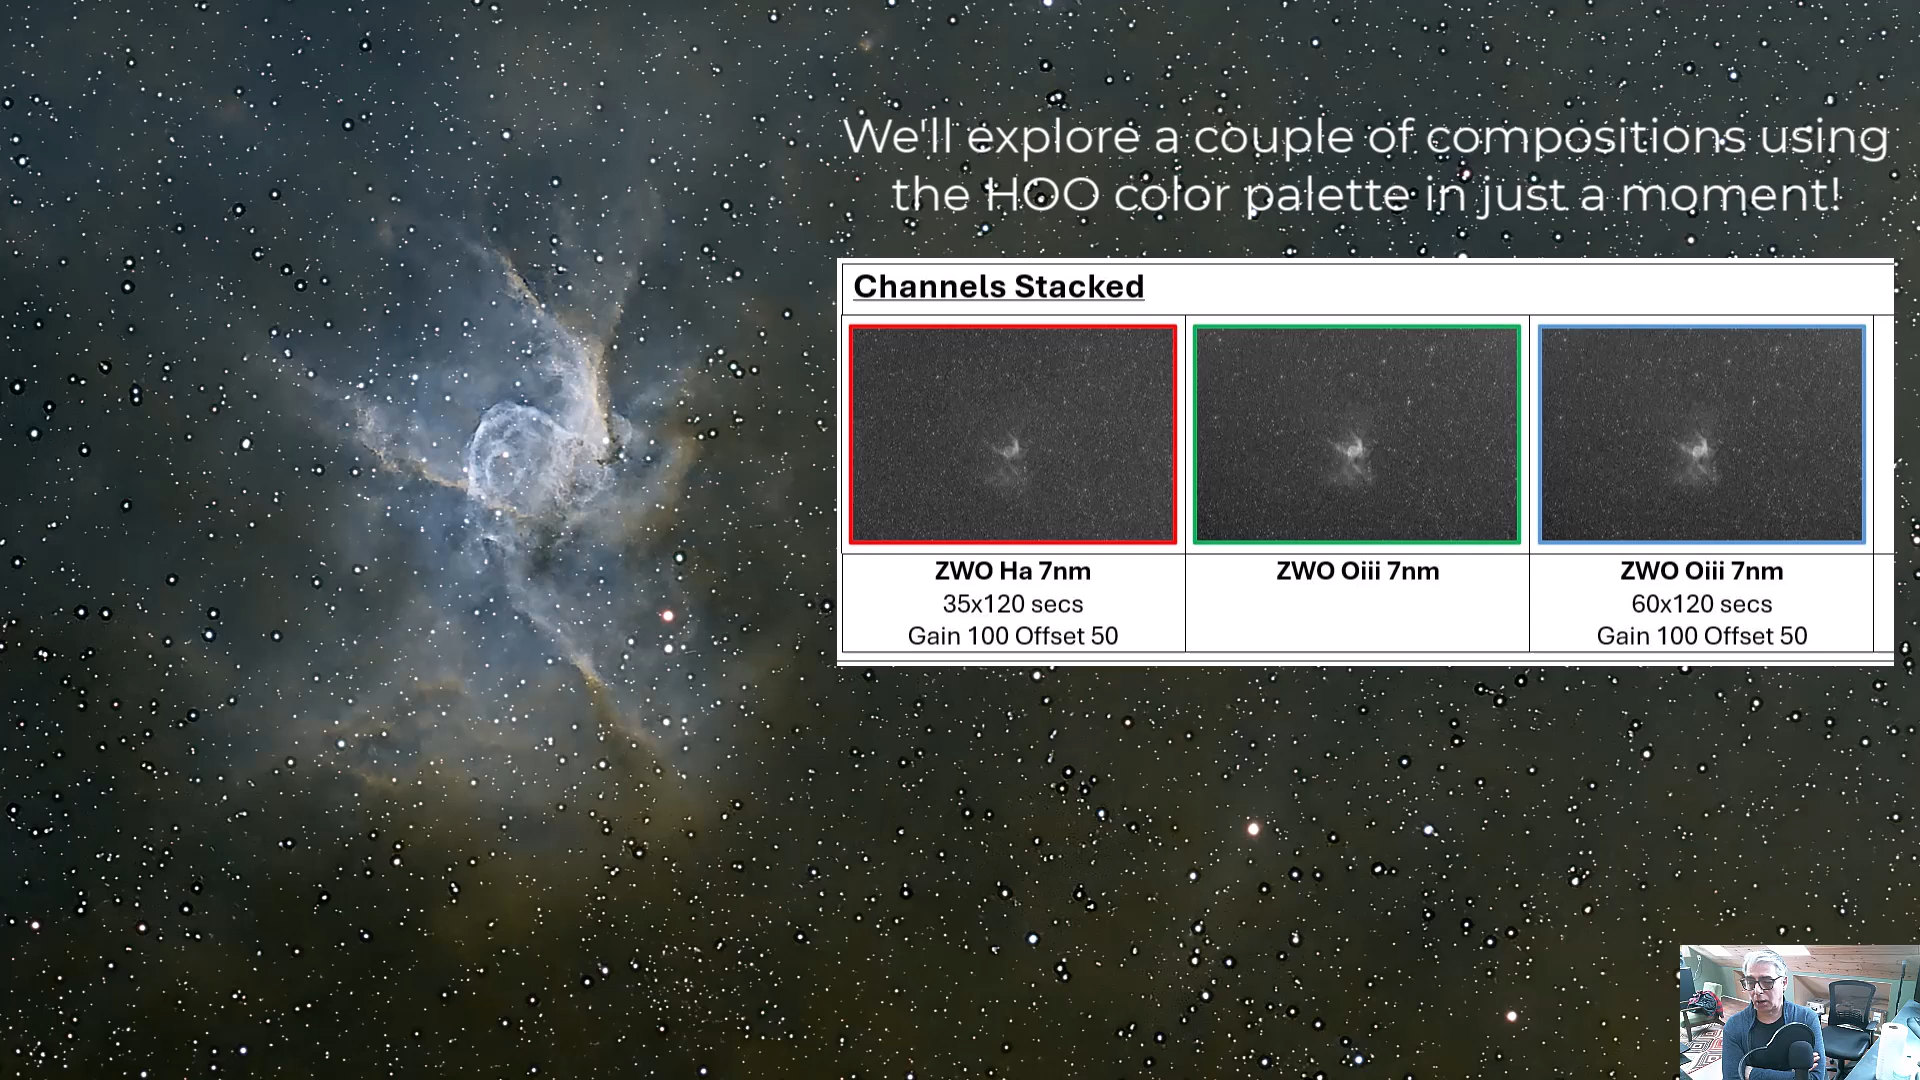 We'll explore a couple of compositions using
the HOO color palette in just a moment!
Channels Stacked
ZWO Ha 7nm
35x120 secs
Gain 100 Offset 50
ZWO Oiii 7nm
ZWO Oiii 7nm
60x120 secs
Gain 100 Offset 50